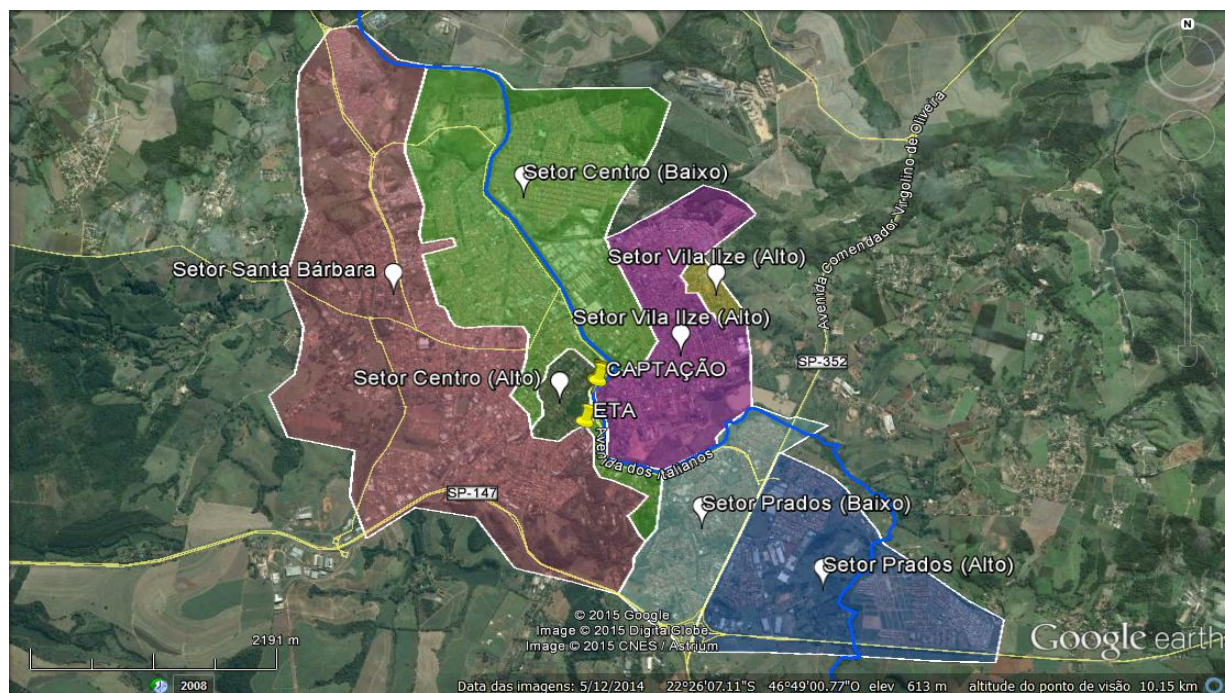 N
Setor Centro (Baixo)
Avenida Comendador Virgolino de Oliveira
Setor Santa Bárbara
Setor Vila Ilze (Alto)
Setor Vila Ilze (Alto)
SP-352
CAPTAÇÃO
Setor Centro (Alto)
ETA
Avenida dos Italianos
SP-147
Setor Prados (Baixo)
Setor Prados (Alto)
© 2015 Google
Image © 2015 DigitalGlobe
Image © 2015 CNES / Astrium
2191 m
Google earth
2008
Data das imagens: 5/12/2014 22°26'07.11"S 46°49'00.77"O elev 613 m altitude do ponto de visão 10.15 km